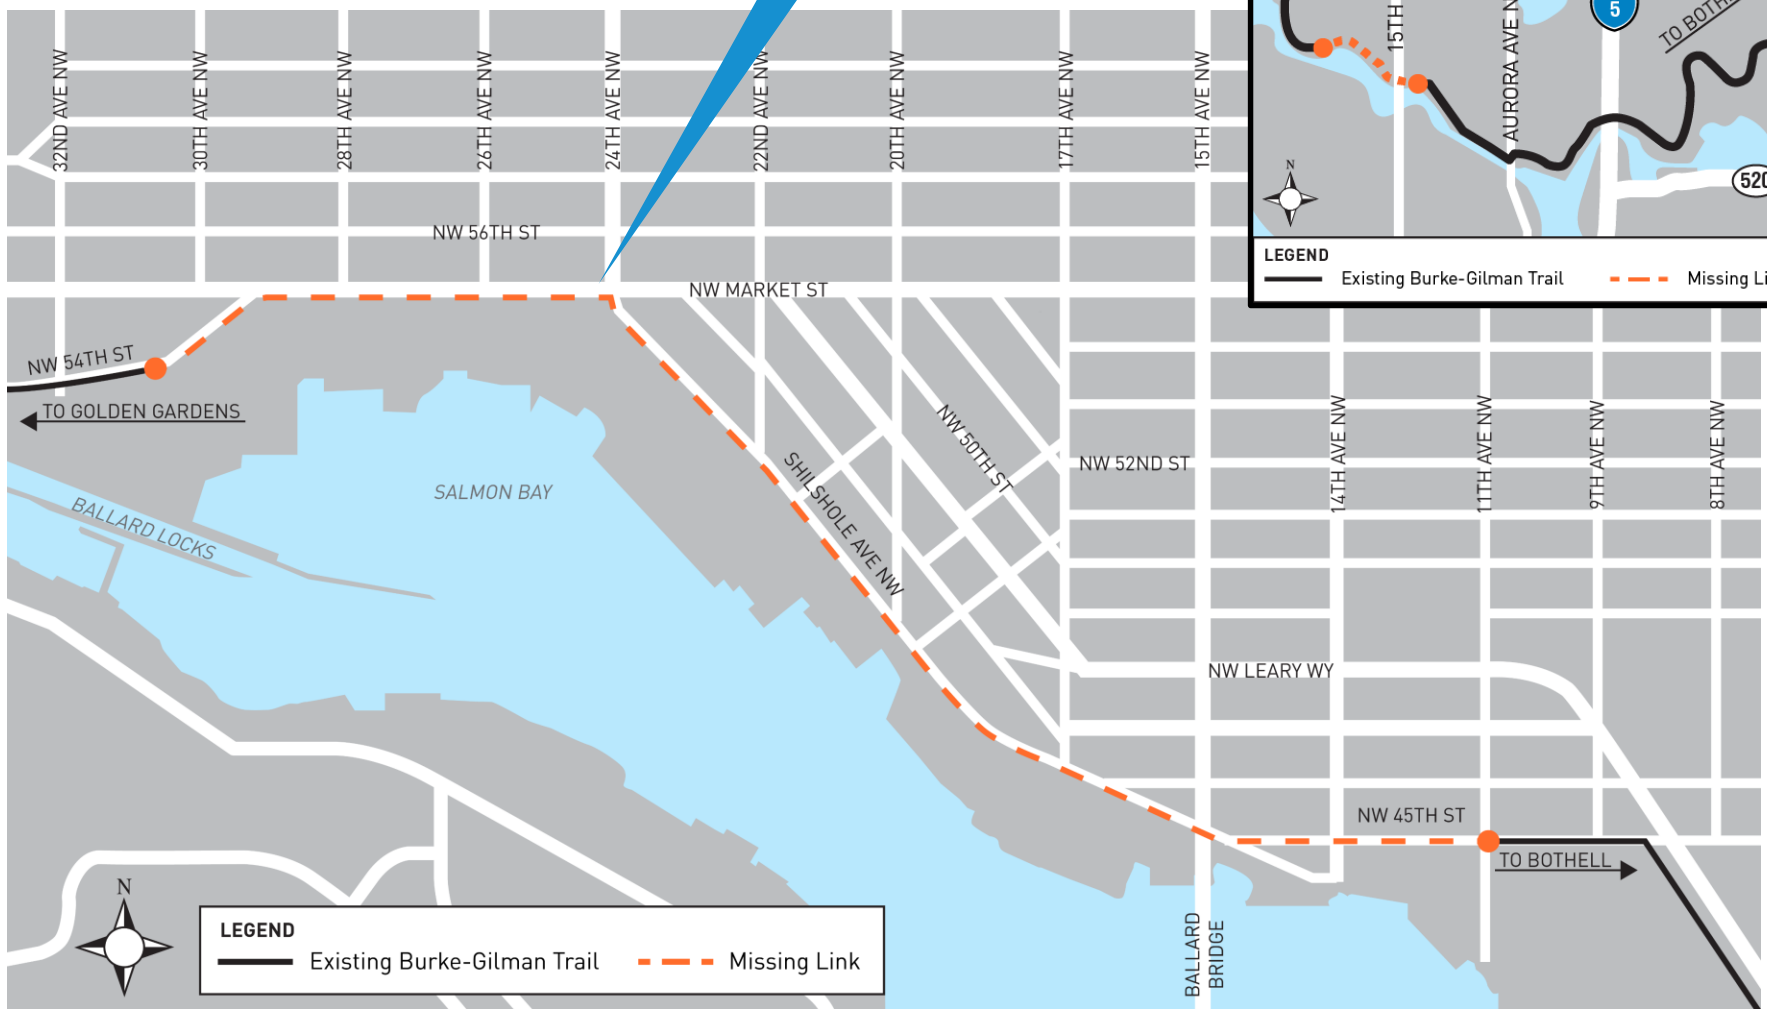 32ND AVE NW
30TH AVE NW
28TH AVE NW
26TH AVE NW
24TH AVE NW
22ND AVE NW
20TH AVE NW
17TH AVE NW
15TH AVE NW
15TH
AURORA AVE N
5
TO BOTH
520
N
LEGEND
Existing Burke-Gilman Trail
Missing Li
NW 56TH ST
NW MARKET ST
NW 54TH ST
TO GOLDEN GARDENS
SALMON BAY
BALLARD LOCKS
SHILSHOLE AVE NW
NW 50TH ST
NW 52ND ST
14TH AVE NW
11TH AVE NW
9TH AVE NW
8TH AVE NW
NW LEARY WY
NW 45TH ST
TO BOTHELL
BALLARD
BRIDGE
N
LEGEND
Existing Burke-Gilman Trail
Missing Link